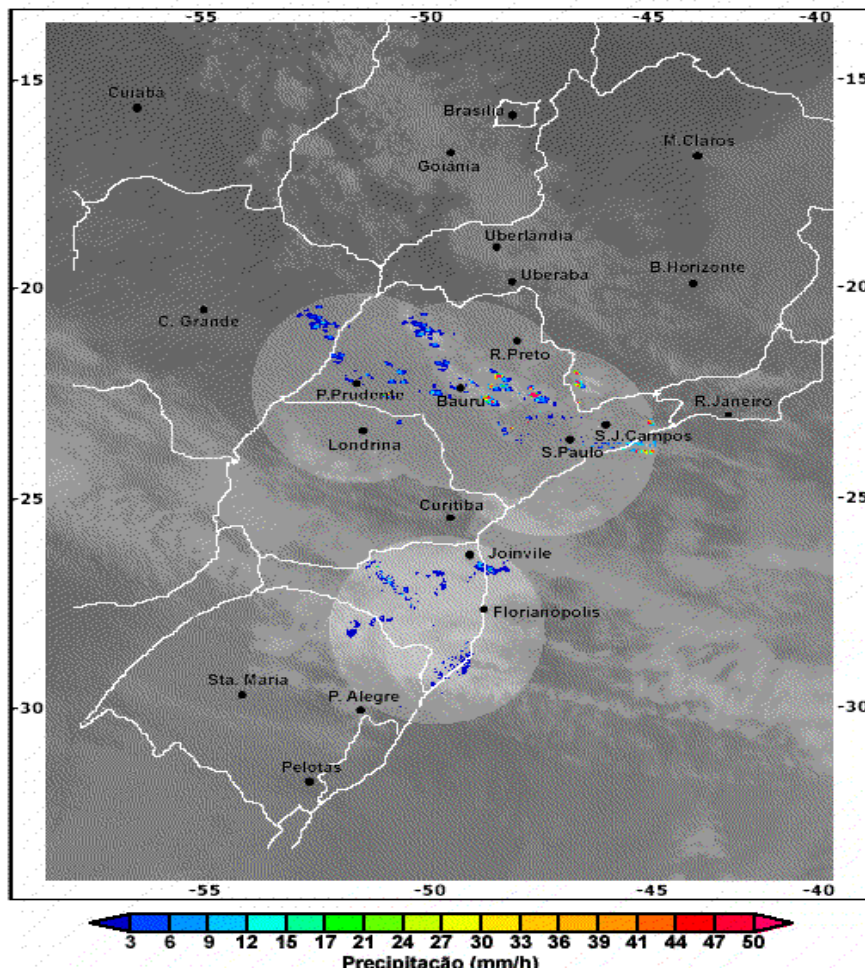 -55 -50 -45 -40
-15
-15
Cuiabá
Brasília
M.Claros
Goiânia
Uberlândia
Uberaba
B.Horizonte
-20
-20
C. Grande
R.Preto
P.Prudente
Bauru
R.Janeiro
Londrina
S.J.Campos
S.Paulo
-25
-25
Curitiba
Joinvile
Florianópolis
Sta. Maria
P. Alegre
-30
-30
Pelotas
-55 -50 -45 -40
3 6 9 12 15 17 21 24 27 30 33 36 39 41 44 47 50
Precipitação (mm/h)